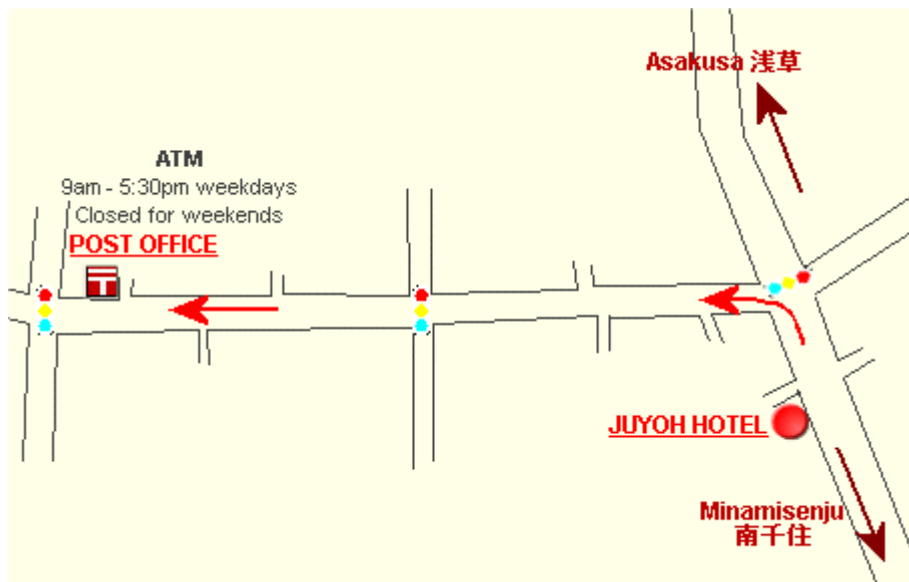 Asakusa 浅草
ATM
9am - 5:30pm weekdays
Closed for weekends
POST OFFICE
JUYOH HOTEL
Minamisenju
南千住